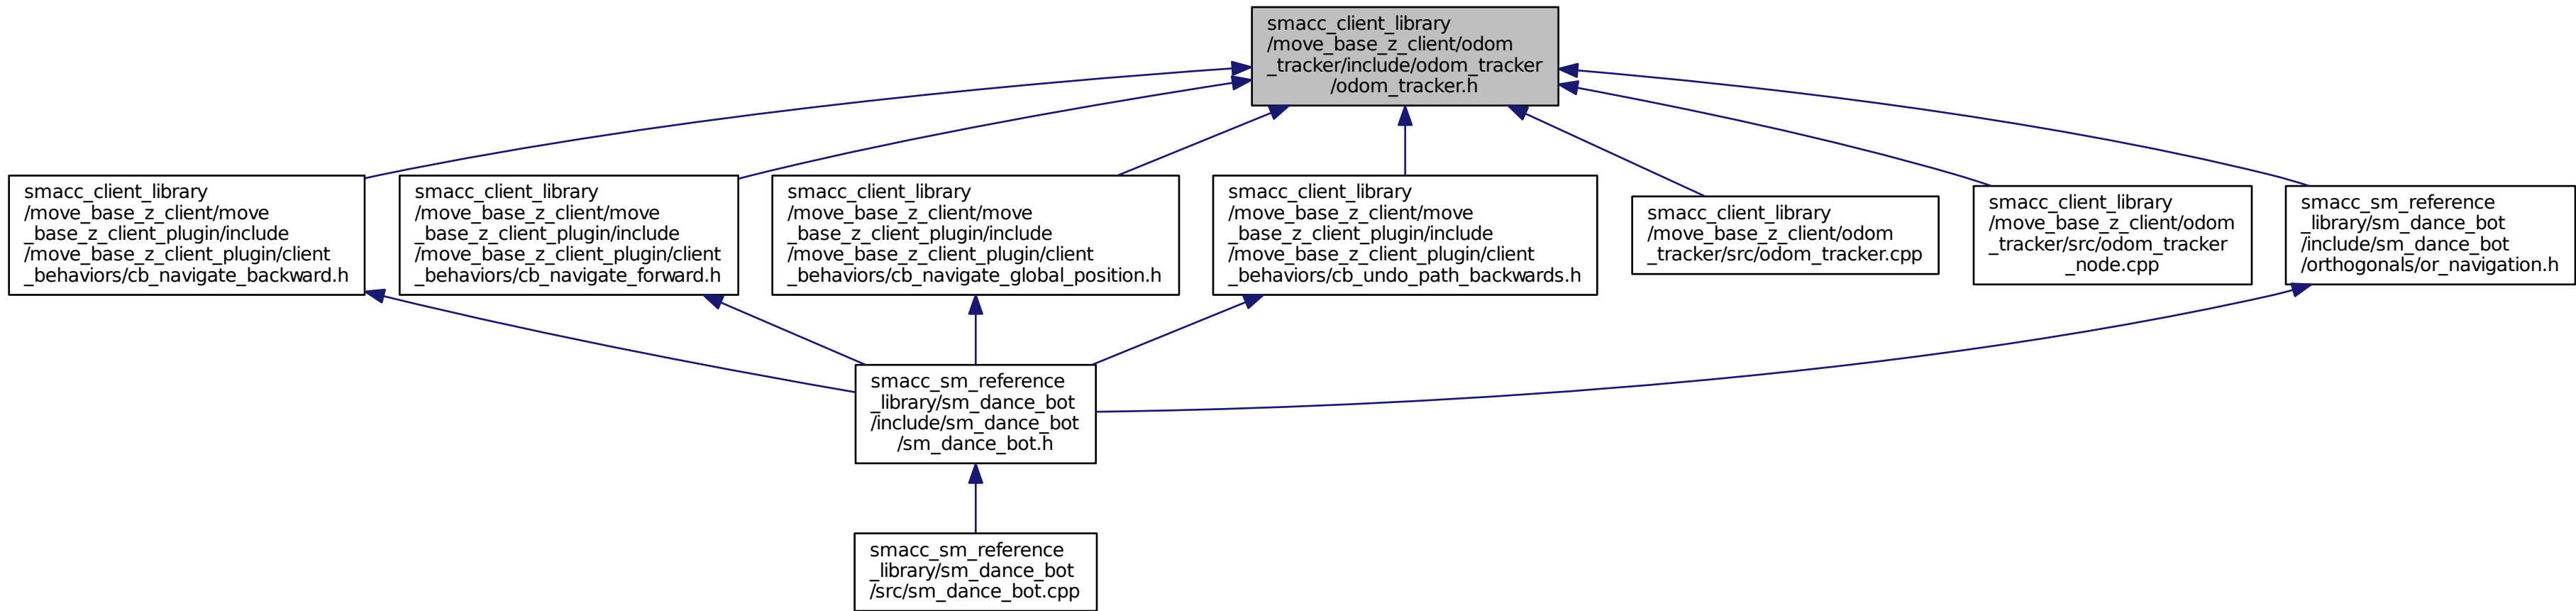 smacc_client_library
/move_base_z_client/odom
_tracker/include/odom_tracker
/odom_tracker.h
smacc_client_library
/move_base_z_client/move
_base_z_client_plugin/include
/move_base_z_client_plugin/client
_behaviors/cb_navigate_backward.h
smacc_client_library
/move_base_z_client/move
_base_z_client_plugin/include
/move_base_z_client_plugin/client
_behaviors/cb_navigate_forward.h
smacc_client_library
/move_base_z_client/move
_base_z_client_plugin/include
/move_base_z_client_plugin/client
_behaviors/cb_navigate_global_position.h
smacc_client_library
/move_base_z_client/move
_base_z_client_plugin/include
/move_base_z_client_plugin/client
_behaviors/cb_undo_path_backwards.h
smacc_client_library
/move_base_z_client/odom
_tracker/src/odom_tracker.cpp
smacc_client_library
/move_base_z_client/odom
_tracker/src/odom_tracker
_node.cpp
smacc_sm_reference
_library/sm_dance_bot
/include/sm_dance_bot
/orthogonals/or_navigation.h
smacc_sm_reference
_library/sm_dance_bot
/include/sm_dance_bot
/sm_dance_bot.h
smacc_sm_reference
_library/sm_dance_bot
/src/sm_dance_bot.cpp